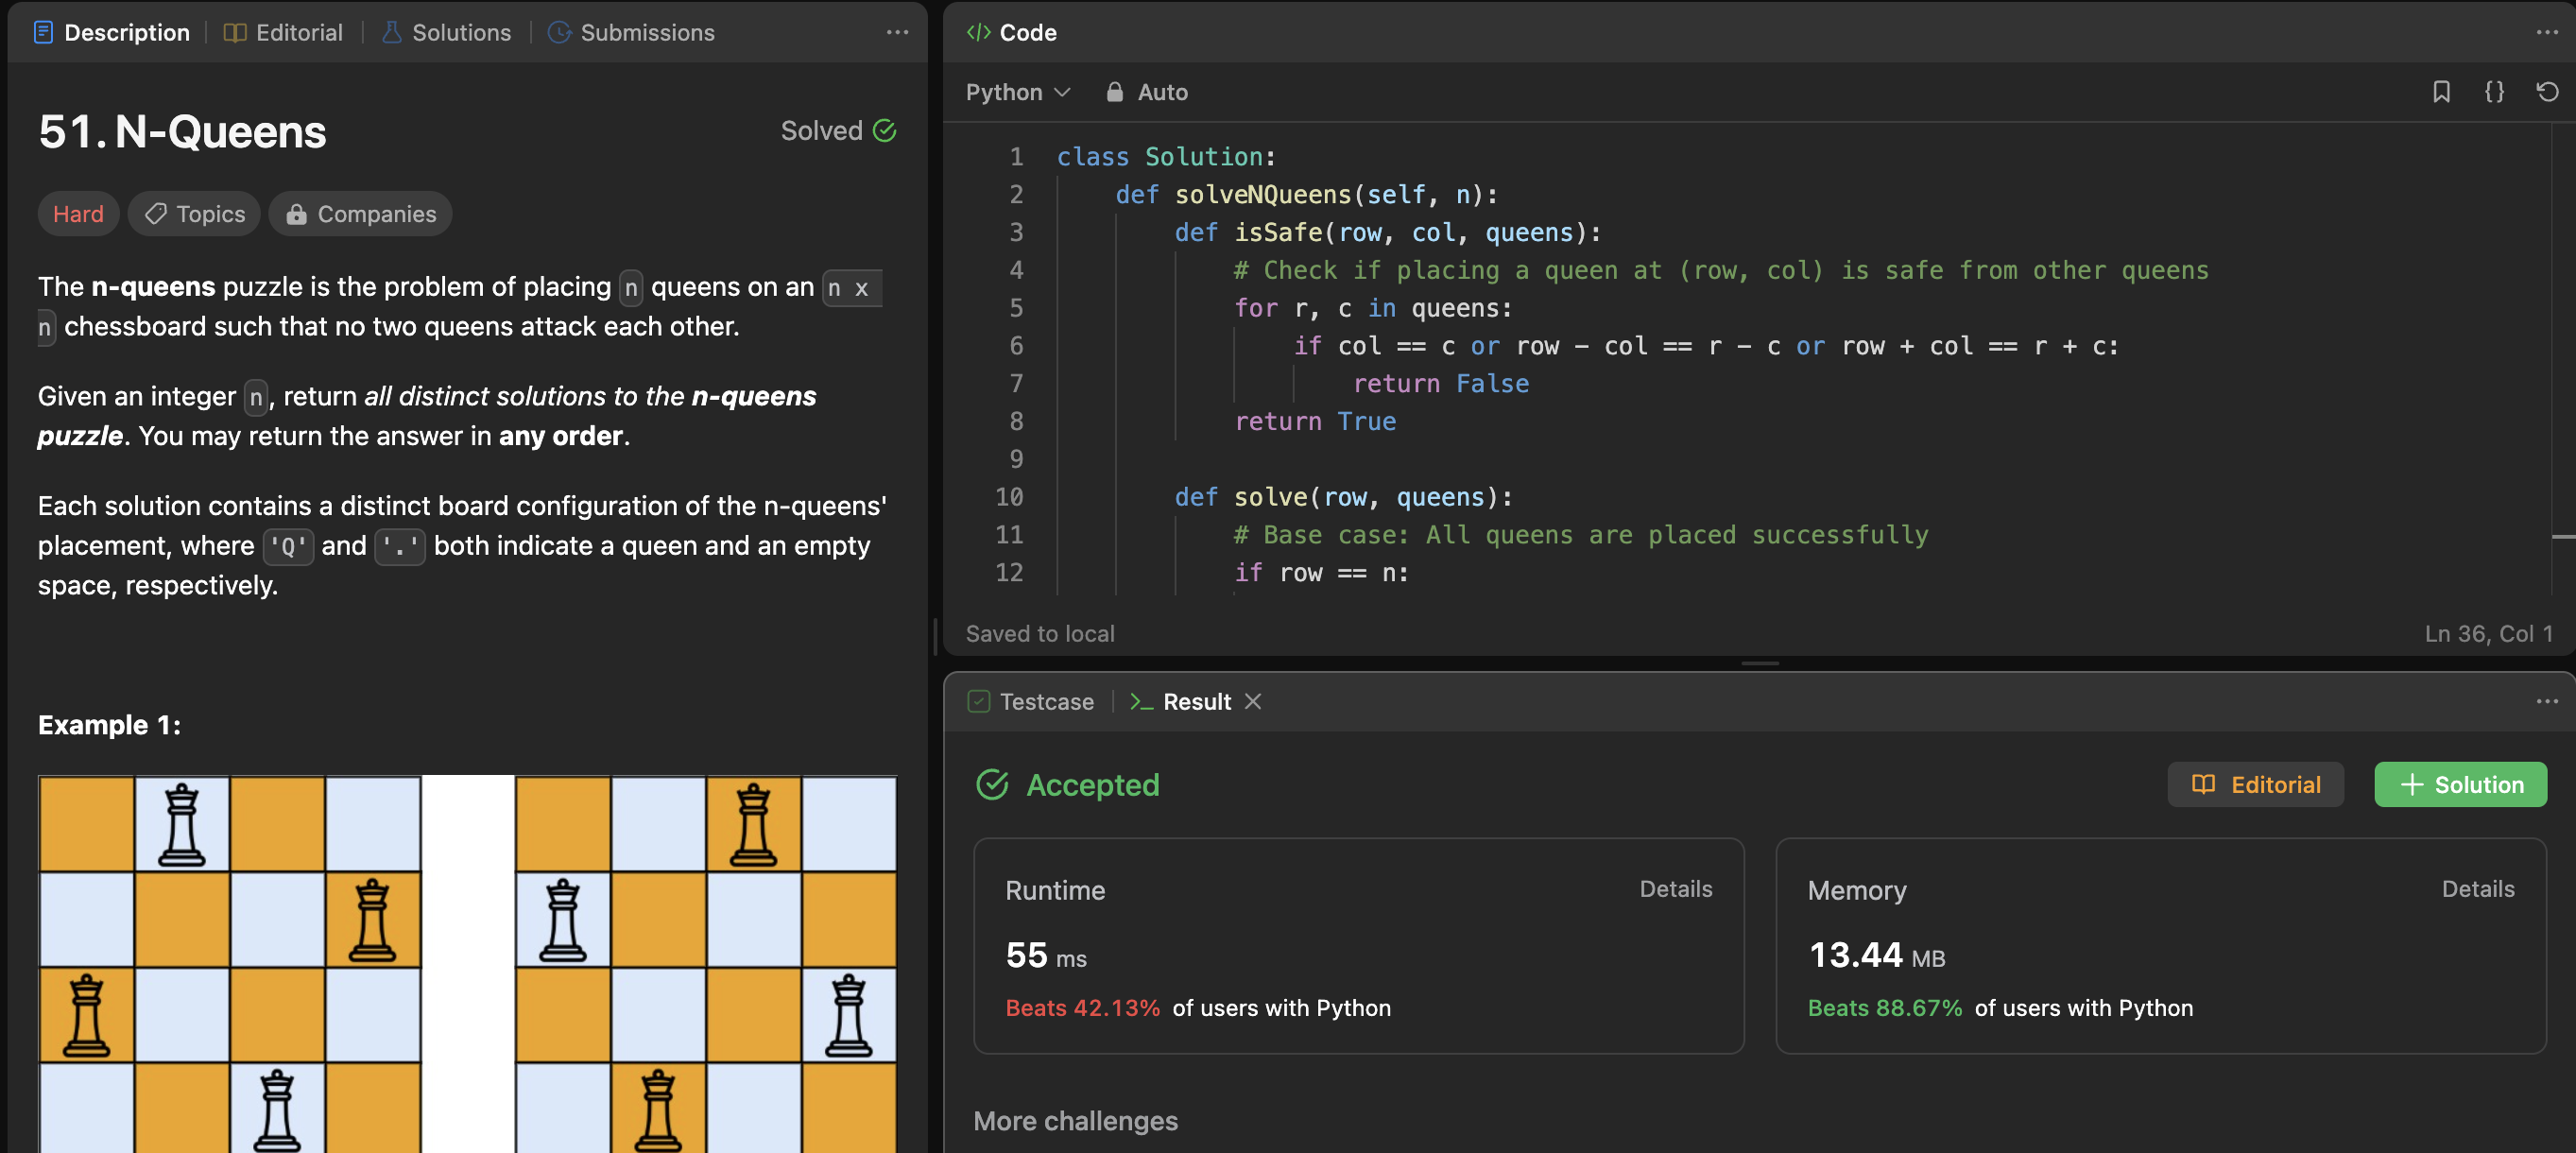 Description
Editorial
Solutions
Submissions
51. N-Queens
Solved
Hard
Topics
Companies
The n-queens puzzle is the problem of placing n queens on an n x
n chessboard such that no two queens attack each other.
Given an integer n, return all distinct solutions to the n-queens
puzzle. You may return the answer in any order.
Each solution contains a distinct board configuration of the n-queens'
placement, where 'Q' and '.' both indicate a queen and an empty
space, respectively.
Example 1:
</> Code
Python
Auto
1 class Solution:
2 def solveNQueens(self, n):
3 def isSafe(row, col, queens):
4 # Check if placing a queen at (row, col) is safe from other queens
5 for r, c in queens:
6 if col == c or row - col == r - c or row + col == r + c:
7 return False
8 return True
9
10 def solve(row, queens):
11 # Base case: All queens are placed successfully
12 if row == n:
Saved to local
Ln 36, Col 1
Testcase
Result
Accepted
Editorial
Solution
Runtime
Details
55 ms
Beats 42.13% of users with Python
Memory
Details
13.44 MB
Beats 88.67% of users with Python
More challenges